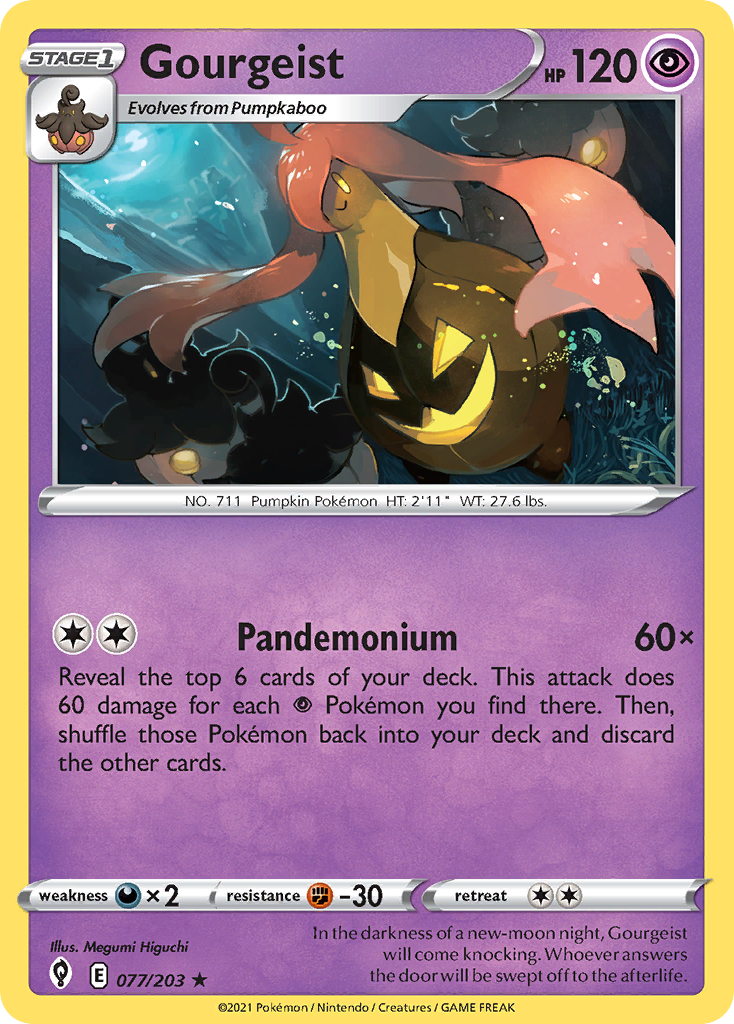 STAGE1
Gourgeist
HP 120
Evolves from Pumpkaboo
NO. 711 Pumpkin Pokémon HT: 2'11" WT: 27.6 lbs.
Pandemonium 60×
Reveal the top 6 cards of your deck. This attack does
60 damage for each Pokémon you find there. Then,
shuffle those Pokémon back into your deck and discard
the other cards.
weakness ×2 resistance -30 retreat
Illus. Megumi Higuchi
E 077/203 ★
In the darkness of a new-moon night, Gourgeist
will come knocking. Whoever answers
the door will be swept off to the afterlife.
©2021 Pokémon / Nintendo / Creatures / GAME FREAK